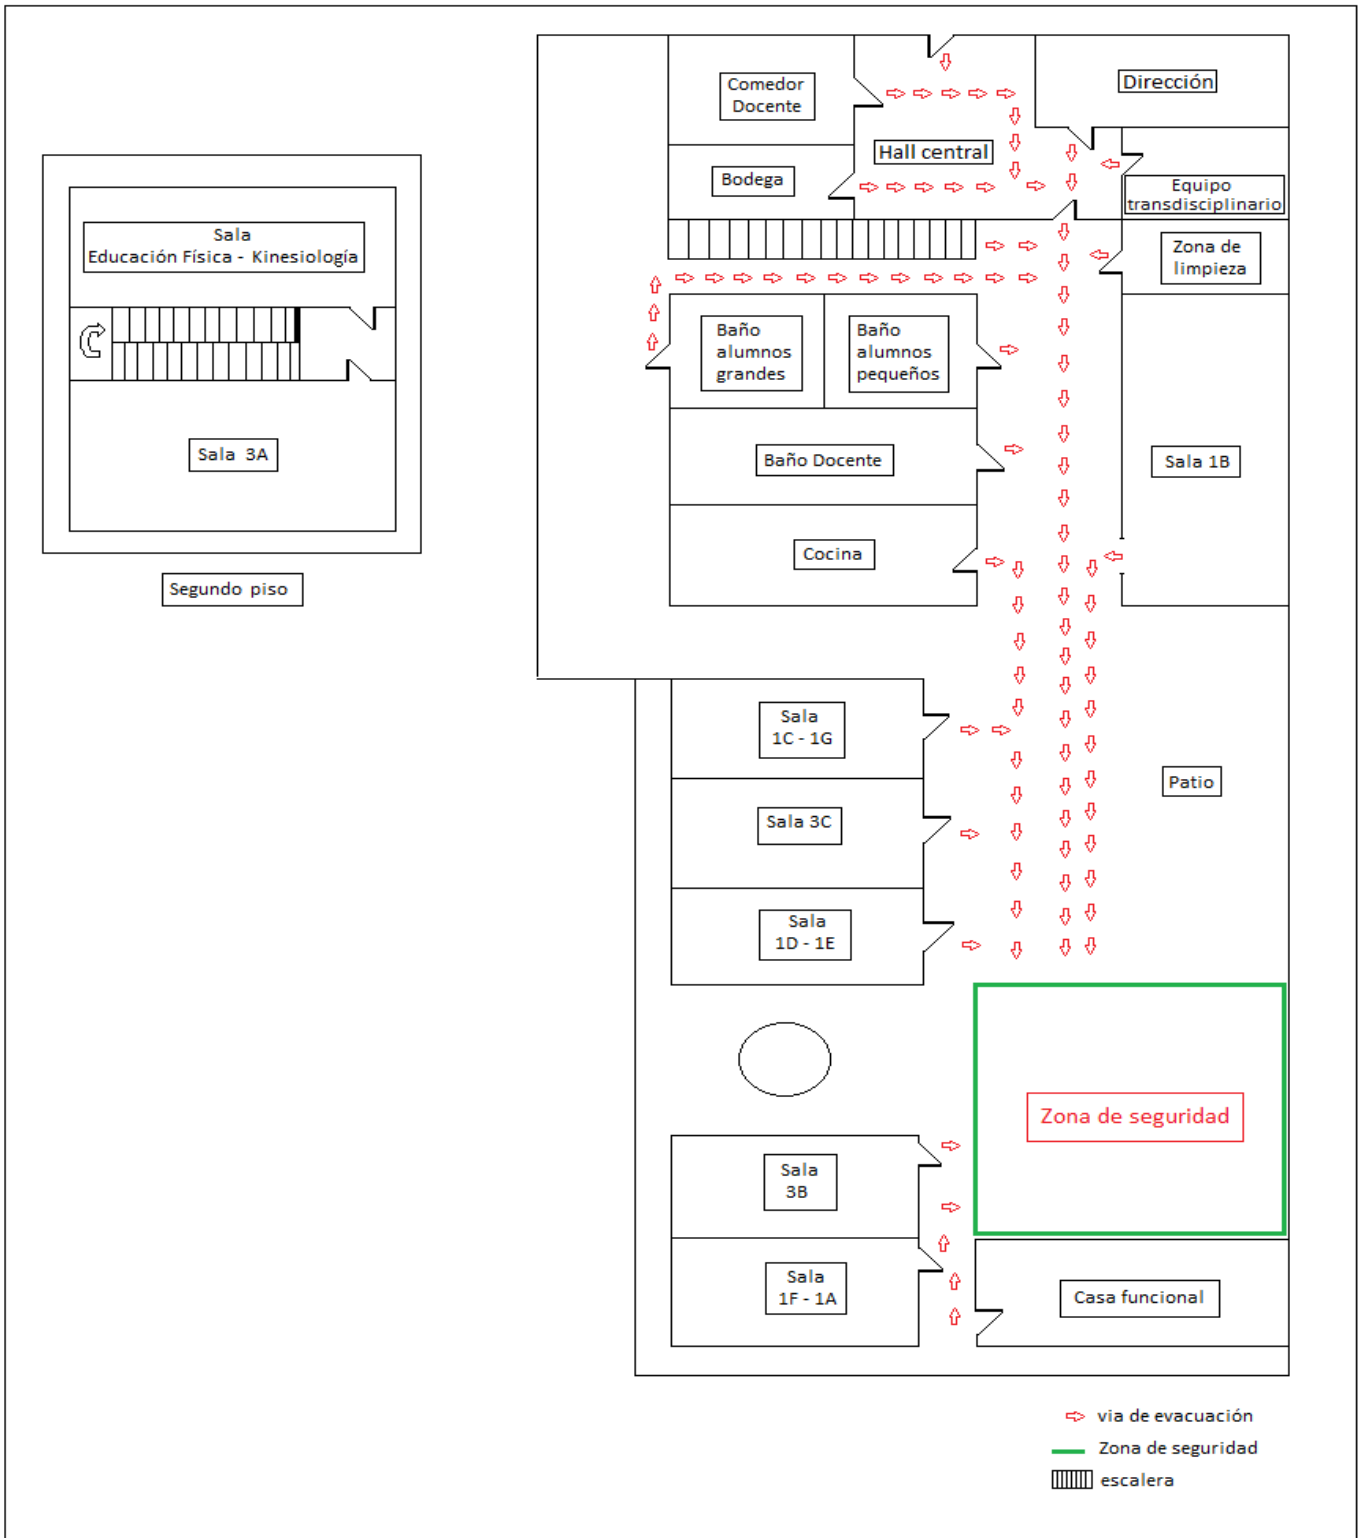 Comedor
Docente
Dirección
Hall central
Bodega
Equipo
transdisciplinario
Sala
Educación Física - Kinesiología
Zona de
limpieza
Baño
alumnos
grandes
Baño
alumnos
pequeños
Sala 3A
Baño Docente
Sala 1B
Cocina
Segundo piso
Sala
1C - 1G
Patio
Sala 3C
Sala
1D - 1E
Zona de seguridad
Sala
3B
Sala
1F - 1A
Casa funcional
via de evacuación
Zona de seguridad
escalera